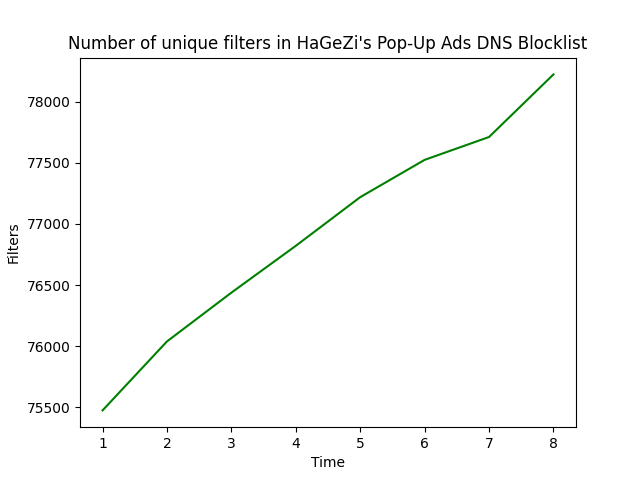 Number of unique filters in HaGeZi's Pop-Up Ads DNS Blocklist
78000
77500
77000
76500
76000
75500
Filters
1 2 3 4 5 6 7 8
Time